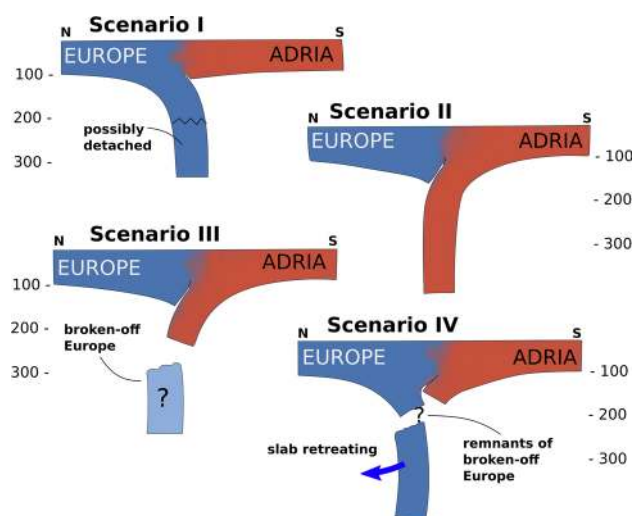 Scenario I
N
S
EUROPE
ADRIA
100 -
200 -
300 -
possibly
detached
Scenario II
N
S
EUROPE
ADRIA
- 100
- 200
- 300
Scenario III
N
S
EUROPE
ADRIA
100 -
200 -
300 -
broken-off
Europe
?
Scenario IV
N
S
EUROPE
ADRIA
- 100
- 200
- 300
?
slab retreating
remnants of
broken-off
Europe